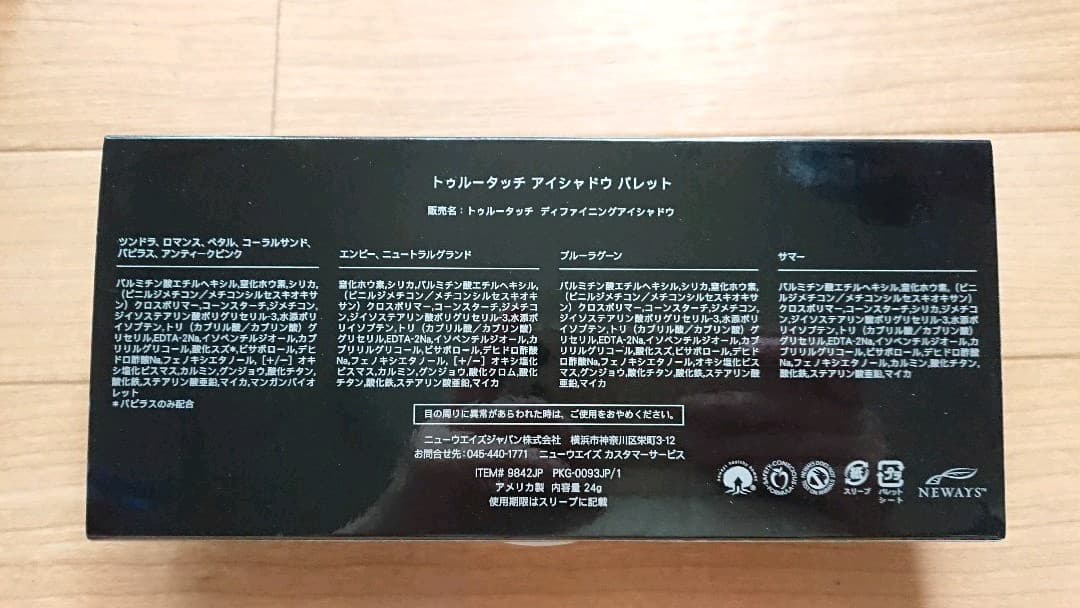 トゥルータッチ アイシャドウ パレット
販売名：トゥルータッチ ディファイニングアイシャドウ
ツンドラ、ロマンス、ペタル、コーラルサンド、
パピラス、アンティークピンク
パルミチン酸エチルヘキシル,窒化ホウ素,シリカ,
(ビニルジメチコン／メチコンシルセスキオキサ
ン)クロスポリマー,コーンスターチ,ジメチコン,
ジイソステアリン酸ポリグリセリル-3,水添ポリ
イソブテン,トリ（カプリル酸／カプリン酸）グ
リセリル,EDTA-2Na,イソペンチルジオール,カプ
リリルグリコール,酸化スズ*,ビサボロール,デヒ
ドロ酢酸Na,フェノキシエタノール,[+/ー]オキ
シ塩化ビスマス,カルミン,グンジョウ,酸化チタン,
酸化鉄,ステアリン酸亜鉛,マイカ,マンガンバイオ
レット
*パピラスのみ配合
エンビー、ニュートラルグランド
窒化ホウ素,シリカ,パルミチン酸エチルヘキシル,
(ビニルジメチコン／メチコンシルセスキオキ
サン)クロスポリマー,コーンスターチ,ジメチコ
ン,ジイソステアリン酸ポリグリセリル-3,水添ポ
リイソブテン,トリ（カプリル酸／カプリン酸）
グリセリル,EDTA-2Na,イソペンチルジオール,カ
プリリルグリコール,ビサボロール,デヒドロ酢酸
Na,フェノキシエタノール,[+/ー]オキシ塩化
ビスマス,カルミン,グンジョウ,酸化クロム,酸化
チタン,酸化鉄,ステアリン酸亜鉛,マイカ
ブルーラグーン
パルミチン酸エチルヘキシル,シリカ,窒化ホウ素,
(ビニルジメチコン／メチコンシルセスキオキ
サン)クロスポリマー,コーンスターチ,ジメチコ
ン,ジイソステアリン酸ポリグリセリル-3,水添ポ
リイソブテン,トリ（カプリル酸／カプリン酸）
グリセリル,EDTA-2Na,イソペンチルジオール,カ
プリリルグリコール,酸化スズ,ビサボロール,デヒ
ドロ酢酸Na,フェノキシエタノール,オキシ塩化ビス
マス,グンジョウ,酸化チタン,酸化鉄,ステアリン酸
亜鉛,マイカ
サマー
パルミチン酸エチルヘキシル,窒化ホウ素,(ビ
ニルジメチコン／メチコンシルセスキオキサン)
クロスポリマー,コーンスターチ,シリカ,ジメチコ
ン,ジイソステアリン酸ポリグリセリル-3,水添ポリ
イソブテン,トリ（カプリル酸／カプリン酸）
グリセリル,EDTA-2Na,イソペンチルジオール,カ
プリリルグリコール,ビサボロール,デヒドロ酢酸
Na,フェノキシエタノール,カルミン,酸化チタン,
酸化鉄,ステアリン酸亜鉛,マイカ
目の周りに異常があらわれた時は、ご使用をおやめください。
ニューウエイズジャパン株式会社 横浜市神奈川区栄町3-12
お問合せ先：045-440-1771 ニューウエイズ カスタマーサービス
ITEM# 9842JP PKG-0093JP/1
アメリカ製 内容量 24g
使用期限はスリーブに記載
SAFETY CONSCIOUS FORMULA
紙
スリーブ
プラ
パレット
シート
NEWAYS™